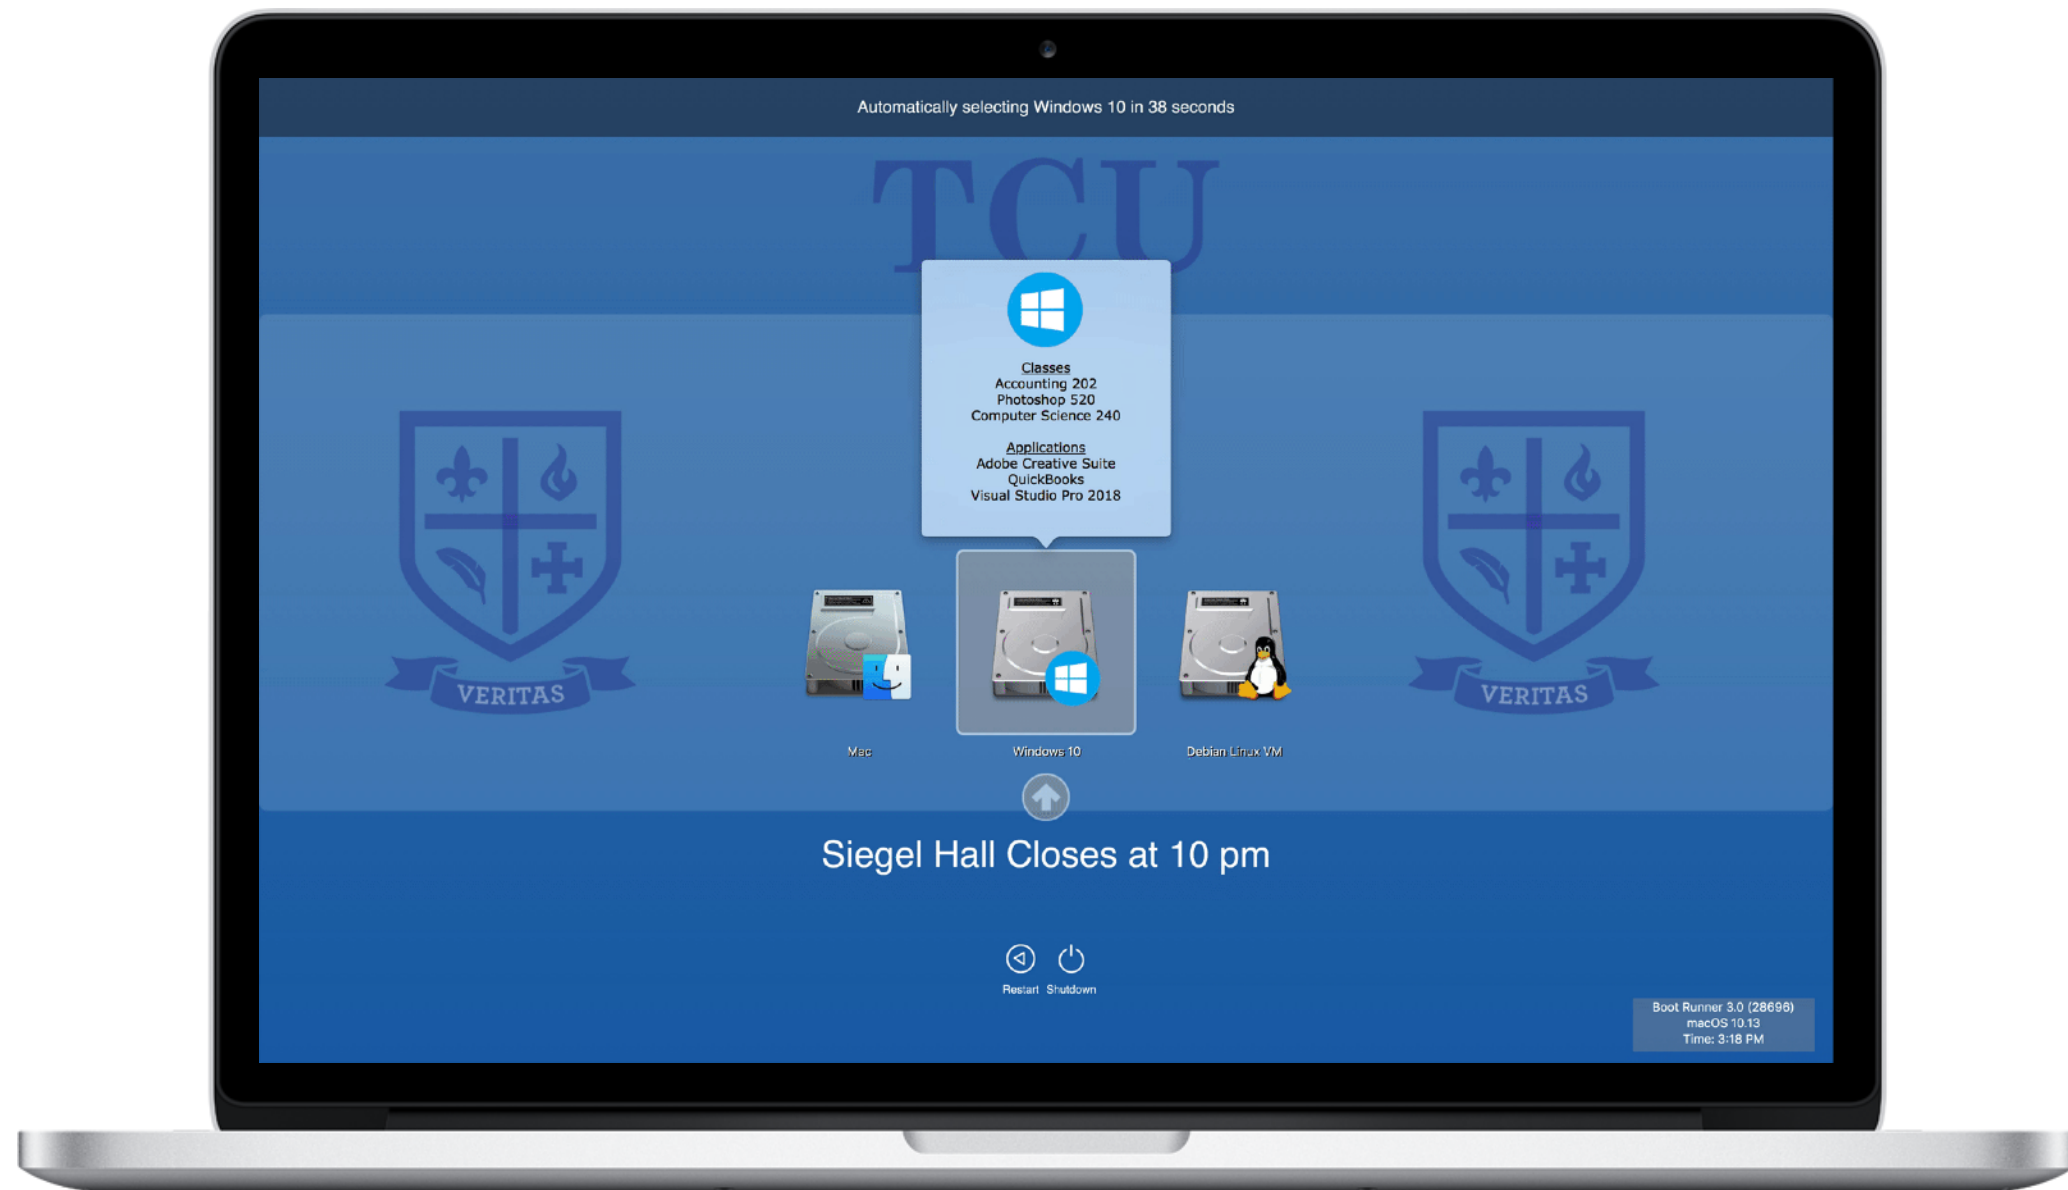 Automatically selecting Windows 10 in 38 seconds
TCU
Classes
Accounting 202
Photoshop 520
Computer Science 240
Applications
Adobe Creative Suite
QuickBooks
Visual Studio Pro 2018
VERITAS
VERITAS
Mac
Windows 10
Debian Linux VM
Siegel Hall Closes at 10 pm
Restart
Shutdown
Boot Runner 3.0 (28696)
macOS 10.13
Time: 3:18 PM